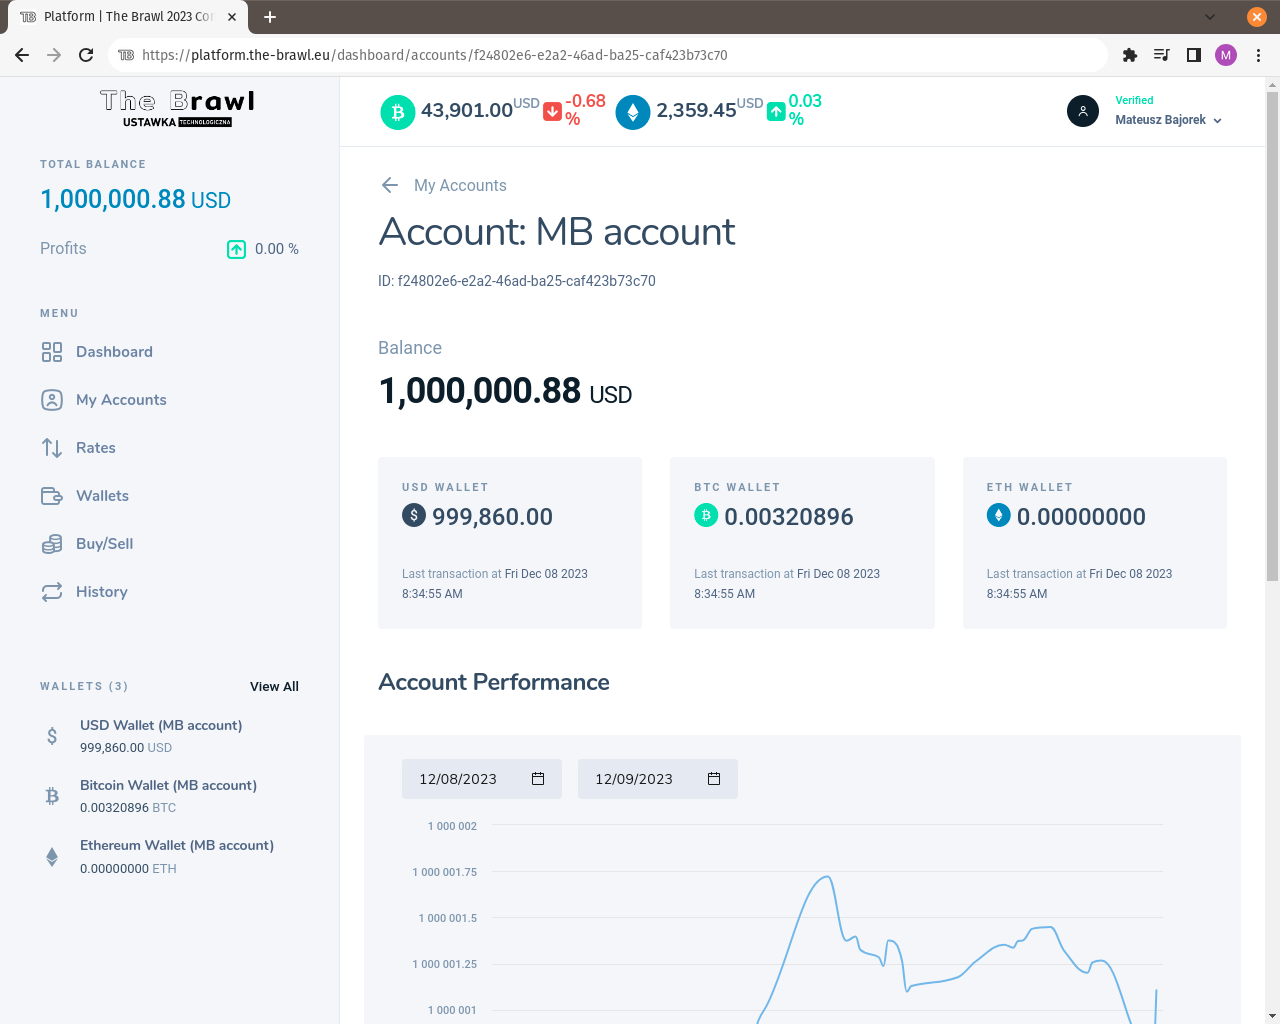 Platform | The Brawl 2023 Co
https://platform.the-brawl.eu/dashboard/accounts/f24802e6-e2a2-46ad-ba25-caf423b73c70
M
The Brawl
USTAWKA TECHNOLOGICZNA
43,901.00 USD -0.68 %
2,359.45 USD 0.03 %
Verified
Mateusz Bajorek
TOTAL BALANCE
1,000,000.88 USD
Profits 0.00 %
MENU
Dashboard
My Accounts
Rates
Wallets
Buy/Sell
History
WALLETS (3) View All
USD Wallet (MB account)
999,860.00 USD
Bitcoin Wallet (MB account)
0.00320896 BTC
Ethereum Wallet (MB account)
0.00000000 ETH
My Accounts
Account: MB account
ID: f24802e6-e2a2-46ad-ba25-caf423b73c70
Balance
1,000,000.88 USD
USD WALLET
999,860.00
Last transaction at Fri Dec 08 2023
8:34:55 AM
BTC WALLET
0.00320896
Last transaction at Fri Dec 08 2023
8:34:55 AM
ETH WALLET
0.00000000
Last transaction at Fri Dec 08 2023
8:34:55 AM
Account Performance
12/08/2023
12/09/2023
1 000 002
1 000 001.75
1 000 001.5
1 000 001.25
1 000 001